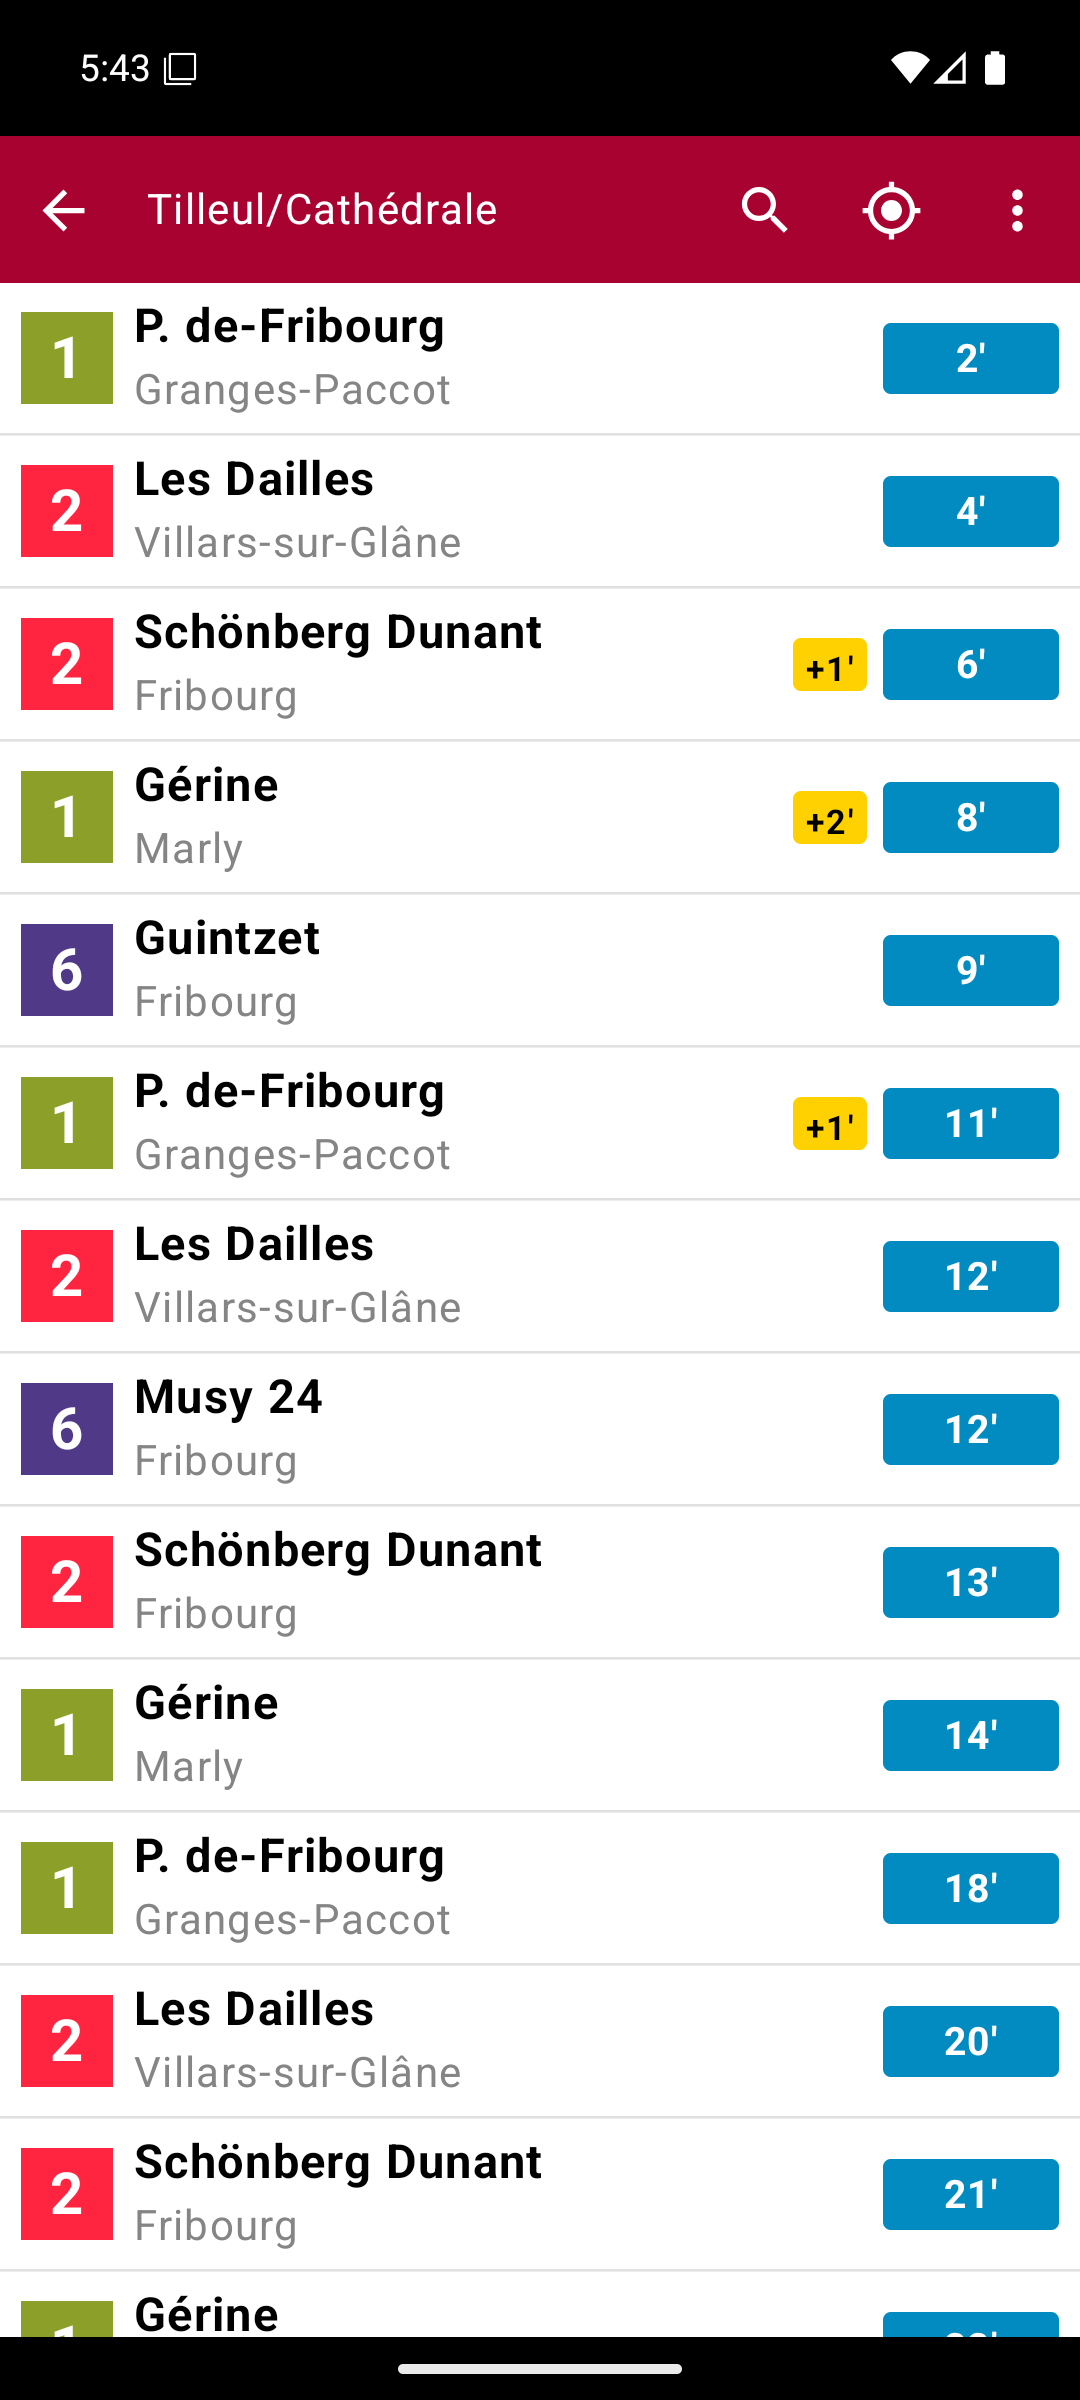 5:43
Tilleul/Cathédrale
1 P. de-Fribourg 2'
Granges-Paccot
2 Les Dailles 4'
Villars-sur-Glâne
2 Schönberg Dunant +1' 6'
Fribourg
1 Gérine +2' 8'
Marly
6 Guintzet 9'
Fribourg
1 P. de-Fribourg +1' 11'
Granges-Paccot
2 Les Dailles 12'
Villars-sur-Glâne
6 Musy 24 12'
Fribourg
2 Schönberg Dunant 13'
Fribourg
1 Gérine 14'
Marly
1 P. de-Fribourg 18'
Granges-Paccot
2 Les Dailles 20'
Villars-sur-Glâne
2 Schönberg Dunant 21'
Fribourg
Gérine